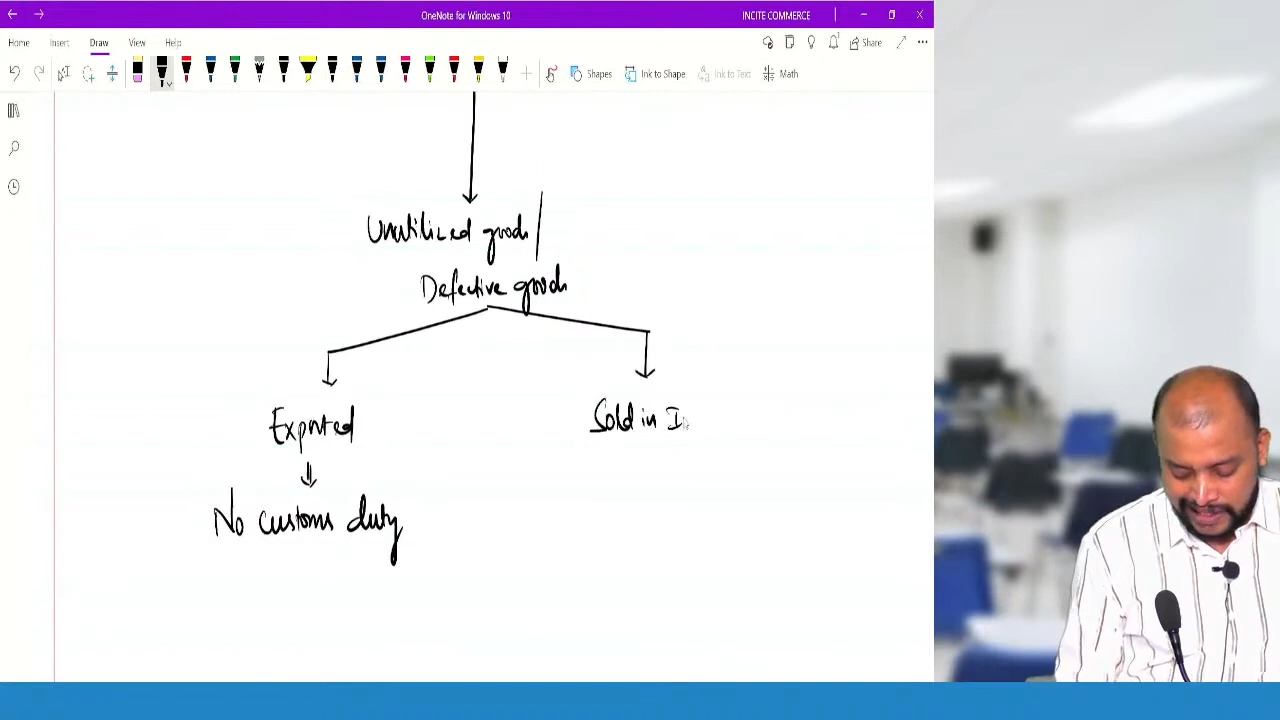 OneNote for Windows 10
INCITE COMMERCE
Home Insert Draw View Help
Share
Shapes Ink to Shape Ink to Text Math
Unutilized goods/
Defective goods
Exported
Sold in I
No customs duty